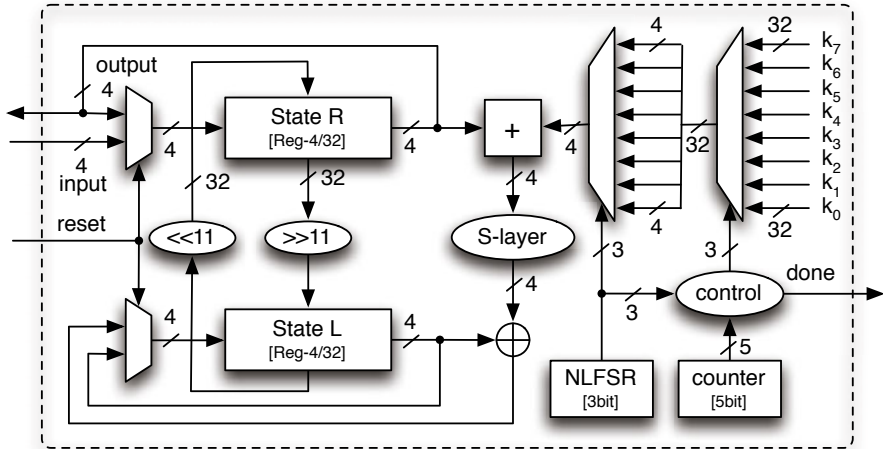 output
4
4
input
reset
4
4
State R
[Reg-4/32]
4
32
32
<<11
>>11
State L
[Reg-4/32]
4
+
4
S-layer
4
4
4
4
3
3
32
32
32
k7
k6
k5
k4
k3
k2
k1
k0
3
control
done
5
NLFSR
[3bit]
counter
[5bit]